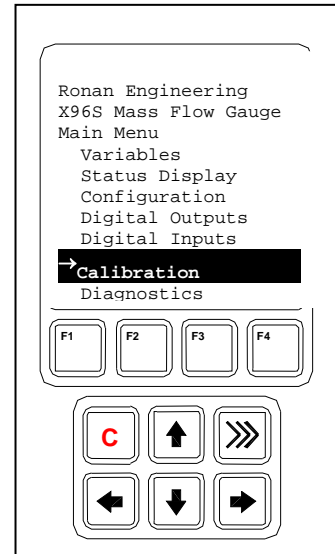 Ronan Engineering
X96S Mass Flow Gauge
Main Menu
Variables
Status Display
Configuration
Digital Outputs
Digital Inputs
→Calibration
Diagnostics
F1 F2 F3 F4
C